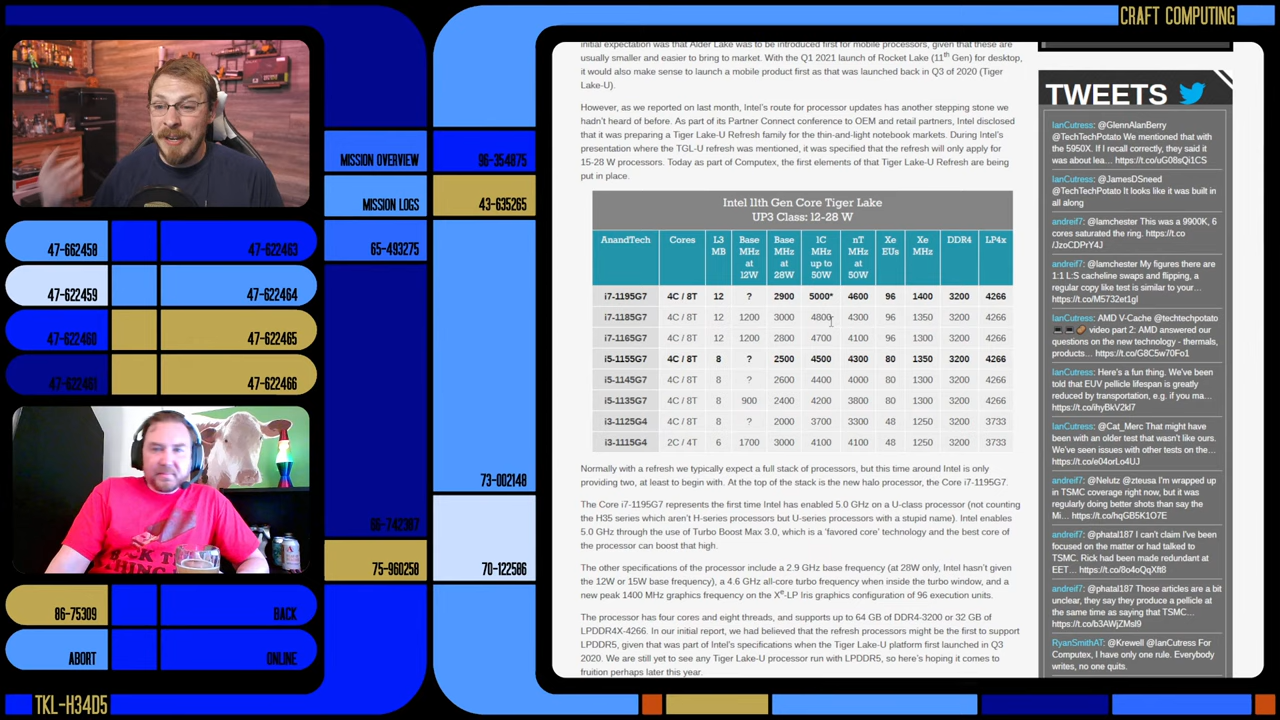 CRAFT COMPUTING
MISSION OVERVIEW
96-354875
MISSION LOGS
43-635265
47-662458
47-622463
65-493275
47-622459
47-622464
47-622460
47-622465
47-622461
47-622466
73-002148
96-742387
75-960258
70-122506
86-75309
BACK
ABORT
ONLINE
TKL-H34D5
initial expectation was that Alder Lake was to be introduced first for mobile processors, given that these are
usually smaller and easier to bring to market. With the Q1 2021 launch of Rocket Lake (11th Gen) for desktop,
it would also make sense to launch a mobile product first as that was launched back in Q3 of 2020 (Tiger
Lake-U).
However, as we reported on last month, Intel's route for processor updates has another stepping stone we
hadn't heard of before. As part of its Partner Connect conference to OEM and retail partners, Intel disclosed
that it was preparing a Tiger Lake-U Refresh family for the thin-and-light notebook markets. During Intel's
presentation where the TGL-U refresh was mentioned, it was specified that the refresh will only apply for
15-28 W processors. Today as part of Computex, the first elements of that Tiger Lake-U Refresh are being
put in place.
Intel 11th Gen Core Tiger Lake
UP3 Class: 12-28 W
AnandTech Cores L3 MB Base MHz at 12W Base MHz at 28W 1C MHz up to 50W nT MHz at 50W Xe EUs Xe MHz DDR4 LP4x
i7-1195G7 4C / 8T 12 ? 2900 5000* 4600 96 1400 3200 4266
i7-1185G7 4C / 8T 12 1200 3000 4800 4300 96 1350 3200 4266
i7-1165G7 4C / 8T 12 1200 2800 4700 4100 96 1300 3200 4266
i5-1155G7 4C / 8T 8 ? 2500 4500 4300 80 1350 3200 4266
i5-1145G7 4C / 8T 8 ? 2600 4400 4000 80 1300 3200 4266
i5-1135G7 4C / 8T 8 900 2400 4200 3800 80 1300 3200 4266
i3-1125G4 4C / 8T 8 ? 2000 3700 3300 48 1250 3200 3733
i3-1115G4 2C / 4T 6 1700 3000 4100 4100 48 1250 3200 3733
Normally with a refresh we typically expect a full stack of processors, but this time around Intel is only
providing two, at least to begin with. At the top of the stack is the new halo processor, the Core i7-1195G7.
The Core i7-1195G7 represents the first time Intel has enabled 5.0 GHz on a U-class processor (not counting
the H35 series which aren't H-series processors but U-series processors with a stupid name). Intel enables
5.0 GHz through the use of Turbo Boost Max 3.0, which is a 'favored core' technology and the best core of
the processor can boost that high.
The other specifications of the processor include a 2.9 GHz base frequency (at 28W only, Intel hasn't given
the 12W or 15W base frequency), a 4.6 GHz all-core turbo frequency when inside the turbo window, and a
new peak 1400 MHz graphics frequency on the Xe-LP Iris graphics configuration of 96 execution units.
The processor has four cores and eight threads, and supports up to 64 GB of DDR4-3200 or 32 GB of
LPDDR4X-4266. In our initial report, we had believed that the refresh processors might be the first to support
LPDDR5, given that was part of Intel's specifications when the Tiger Lake-U platform first launched in Q3
2020. We are still yet to see any Tiger Lake-U processor run with LPDDR5, so here's hoping it comes to
fruition perhaps later this year.
TWEETS
IanCutress: @GlennAlanBerry
@TechTechPotato We mentioned that with
the 5950X. If I recall correctly, they said it
was about lea... https://t.co/uG08sQi1CS
IanCutress: @JamesDSneed
@TechTechPotato It looks like it was built in
all along
andreif7: @lamchester This was a 9900K, 6
cores saturated the ring. https://t.co
/JzoCDPrY4J
andreif7: @lamchester My figures there are
1:1 L:S cacheline swaps and flipping, a
regular copy like test is similar to your...
https://t.co/M5732et1gl
IanCutress: AMD V-Cache @techtechpotato
video part 2: AMD answered our
questions on the new technology - thermals,
products... https://t.co/G8C5w70Fo1
IanCutress: Here's a fun thing. We've been
told that EUV pellicle lifespan is greatly
reduced by transportation, e.g. if you ma...
https://t.co/ihyBkV2kl7
IanCutress: @Cat_Merc That might have
been with an older test that wasn't like ours.
We've seen issues with other tests on the...
https://t.co/e04orLo4UJ
andreif7: @Nelutz @zteusa I'm wrapped up
in TSMC coverage right now, but it was
regularly doing better shots than say the
Mi... https://t.co/hqGB5K1O7E
andreif7: @phatal187 I can't claim I've been
focused on the matter or had talked to
TSMC. Rick had been made redundant at
EET... https://t.co/8o4oQqXft8
andreif7: @phatal187 Those articles are a bit
unclear, they say they produce a pellicle at
the same time as saying that TSMC...
https://t.co/b3AWjZMsl9
RyanSmithAT: @Krewell @IanCutress For
Computex, I have only one rule. Everybody
writes, no one quits.